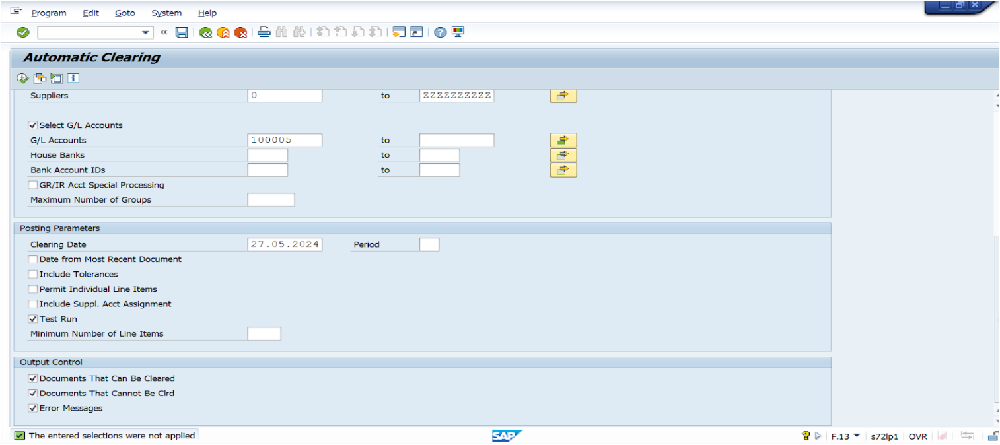 Program Edit Goto System Help
Automatic Clearing
Suppliers 0 to ZZZZZZZZZZ
Select G/L Accounts
G/L Accounts 100005 to
House Banks to
Bank Account IDs to
GR/IR Acct Special Processing
Maximum Number of Groups
Posting Parameters
Clearing Date 27.05.2024 Period
Date from Most Recent Document
Include Tolerances
Permit Individual Line Items
Include Suppl. Acct Assignment
Test Run
Minimum Number of Line Items
Output Control
Documents That Can Be Cleared
Documents That Cannot Be Clrd
Error Messages
The entered selections were not applied SAP F.13 s72lp1 OVR